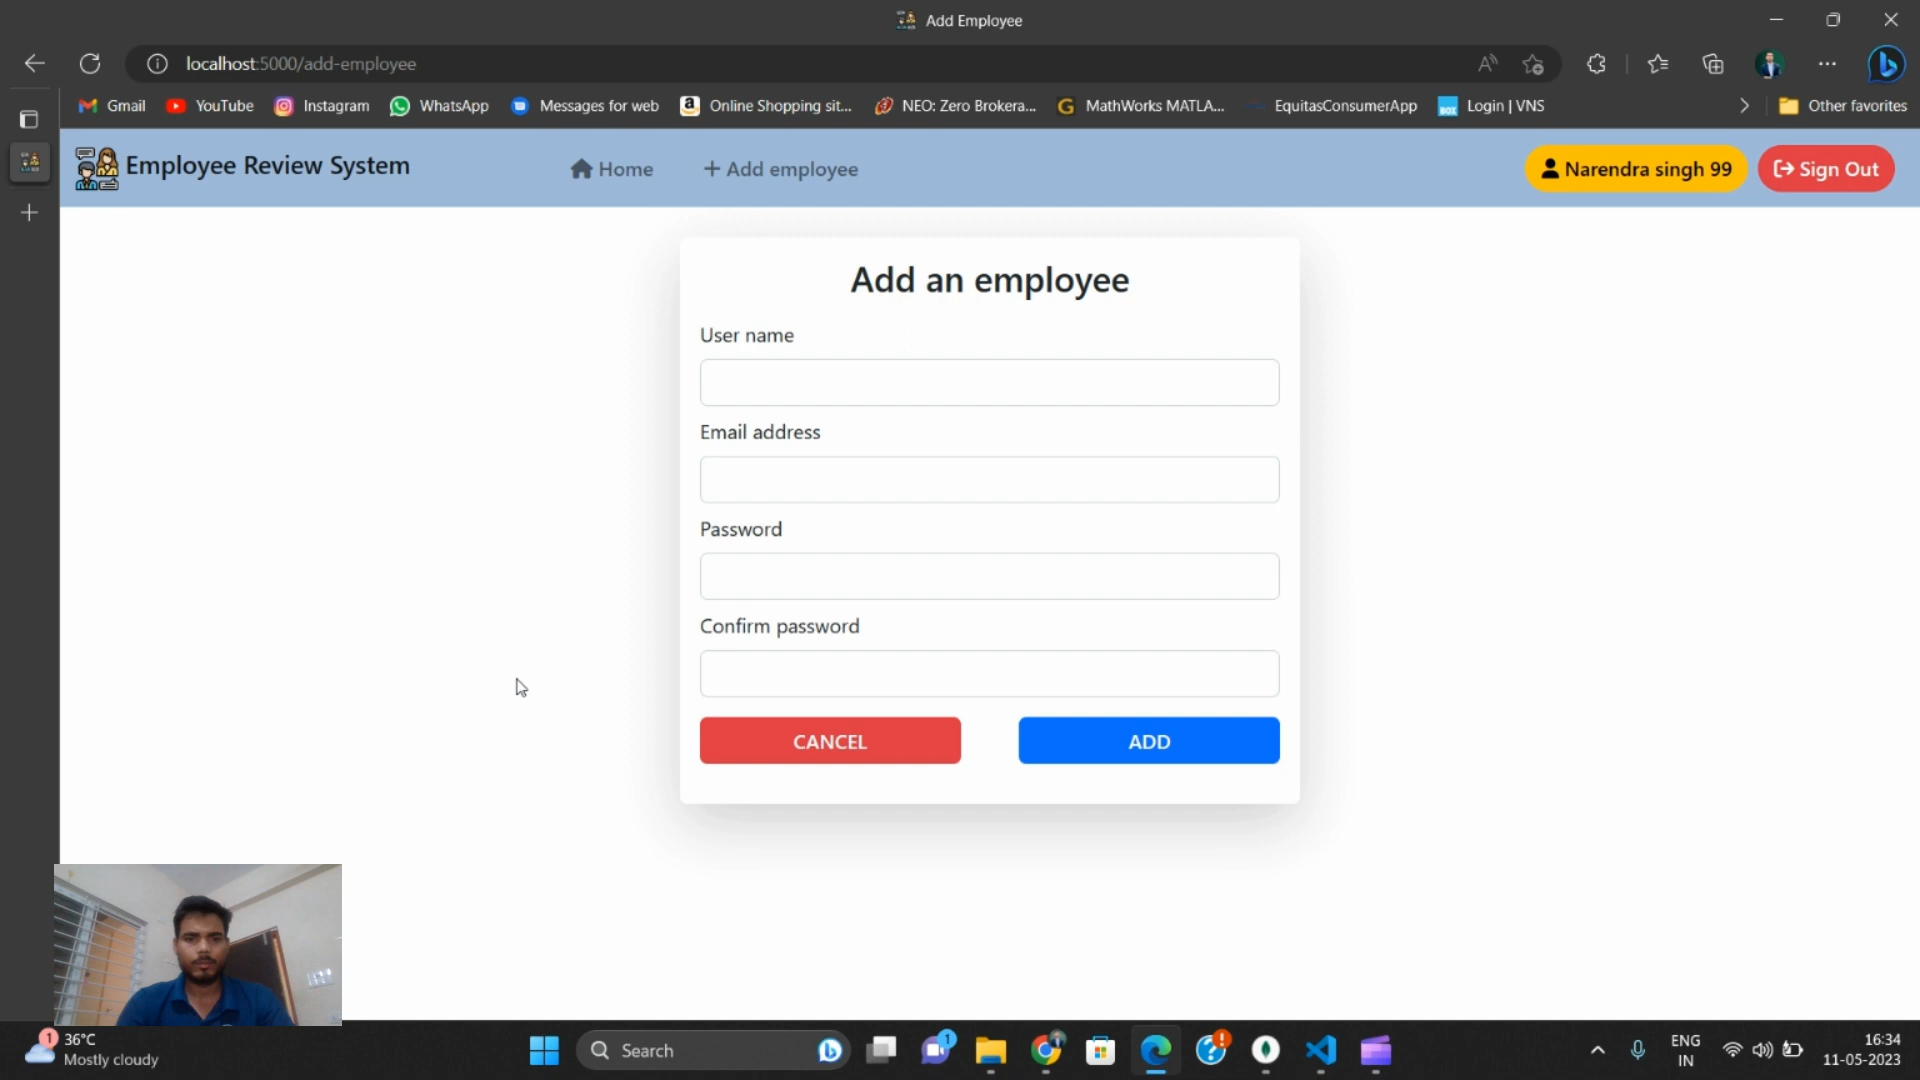 Add Employee
localhost:5000/add-employee
Gmail
YouTube
Instagram
WhatsApp
Messages for web
Online Shopping sit...
NEO: Zero Brokera...
MathWorks MATLA...
EquitasConsumerApp
Login | VNS
Other favorites
Employee Review System
Home
+ Add employee
Narendra singh 99
Sign Out
Add an employee
User name
Email address
Password
Confirm password
CANCEL
ADD
1
36°C
Mostly cloudy
Search
1
ENG
IN
16:34
11-05-2023